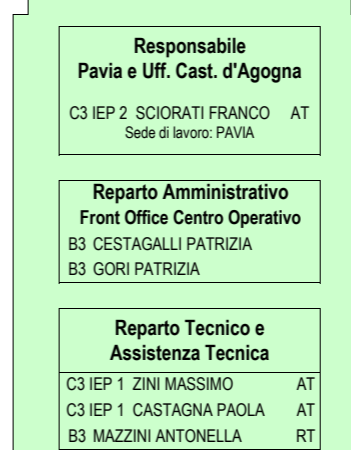 Responsabile
Pavia e Uff. Cast. d'Agogna
C3 IEP 2 SCIORATI FRANCO AT
Sede di lavoro: PAVIA
Reparto Amministrativo
Front Office Centro Operativo
B3 CESTAGALLI PATRIZIA
B3 GORI PATRIZIA
Reparto Tecnico e
Assistenza Tecnica
C3 IEP 1 ZINI MASSIMO AT
C3 IEP 1 CASTAGNA PAOLA AT
B3 MAZZINI ANTONELLA RT